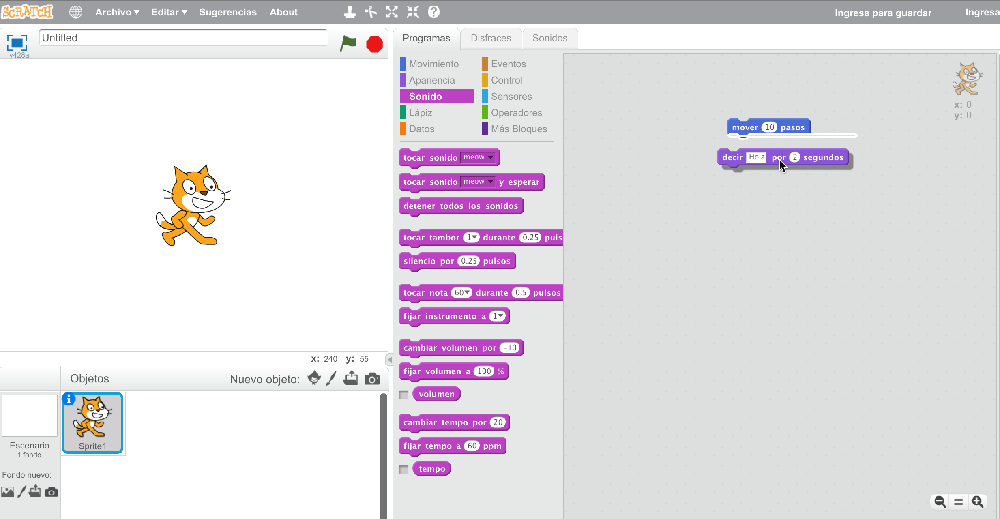 SCRATCH Archivo Editar Sugerencias About Ingresa para guardar Ingresa
Untitled
v428a
x: 240 y: 55
Objetos Nuevo objeto:
Sprite1
Escenario
1 fondo
Fondo nuevo:
Programas Disfraces Sonidos
Movimiento Eventos
Apariencia Control
Sonido Sensores
Lápiz Operadores
Datos Más Bloques
tocar sonido meow
tocar sonido meow y esperar
detener todos los sonidos
tocar tambor 1 durante 0.25 puls
silencio por 0.25 pulsos
tocar nota 60 durante 0.5 pulsos
fijar instrumento a 1
cambiar volumen por -10
fijar volumen a 100 %
volumen
cambiar tempo por 20
fijar tempo a 60 ppm
tempo
mover 10 pasos
decir Hola por 2 segundos
x: 0
y: 0